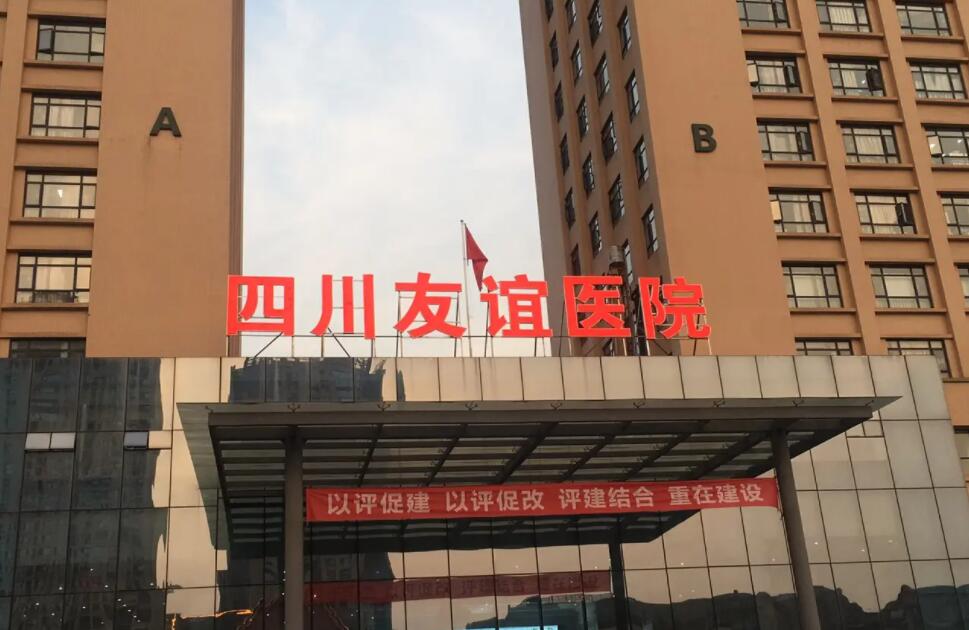 A
B
四川友谊医院
以评促建 以评促改 评建结合 重在建设